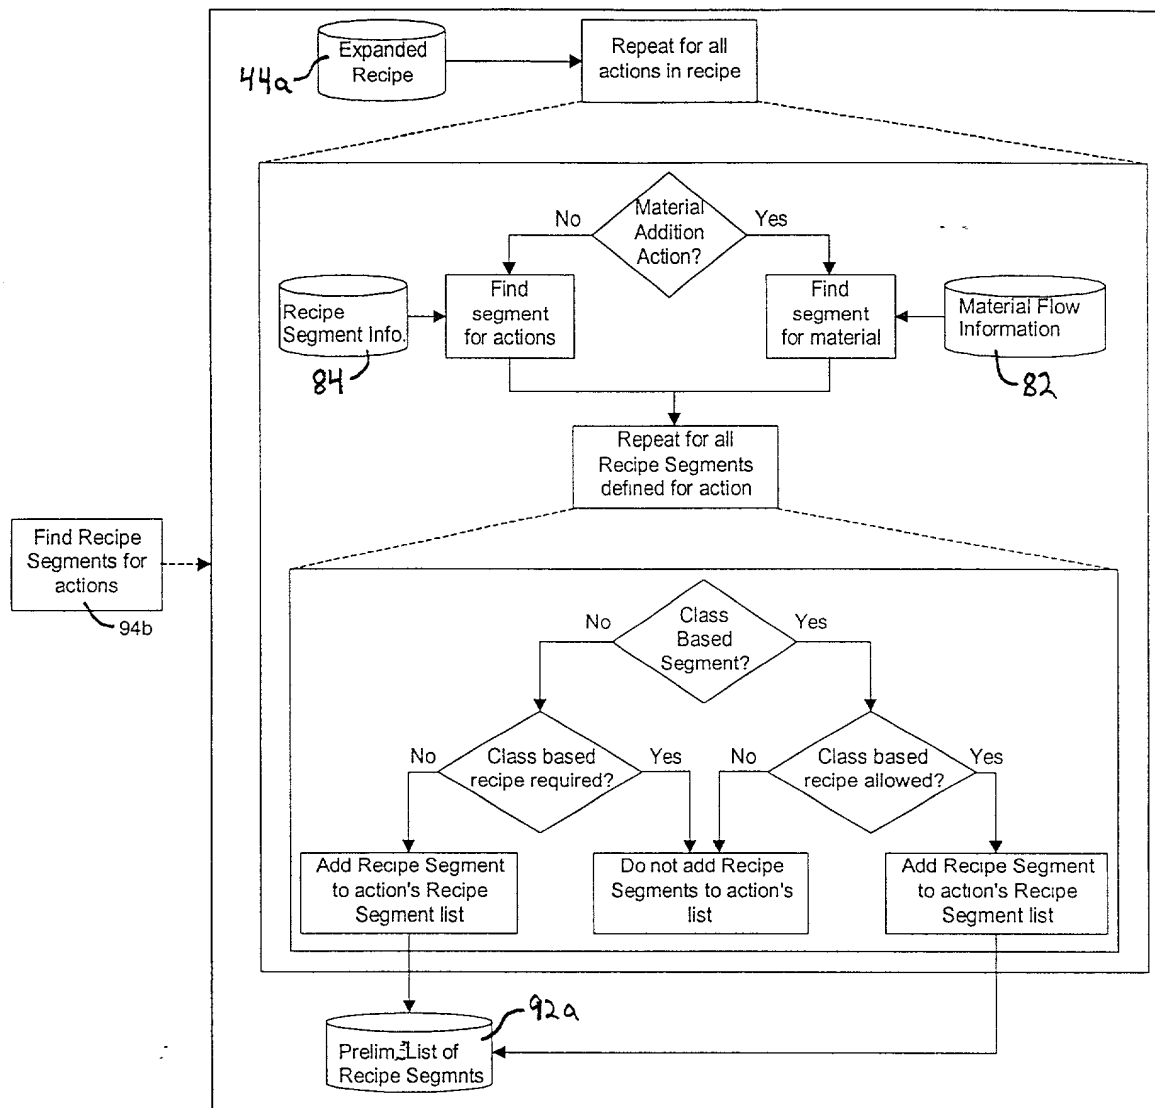 Expanded
Recipe
44a
Repeat for all
actions in recipe
Material
Addition
Action?
No
Yes
Recipe
Segment Info.
84
Find
segment
for actions
Find
segment
for material
Material Flow
Information
82
Repeat for all
Recipe Segments
defined for action
Find Recipe
Segments for
actions
94b
Class
Based
Segment?
No
Yes
No
Class based
recipe required?
Yes
No
Class based
recipe allowed?
Yes
Add Recipe Segment
to action's Recipe
Segment list
Do not add Recipe
Segments to action's
list
Add Recipe Segment
to action's Recipe
Segment list
92a
Prelim. List of
Recipe Segmnts